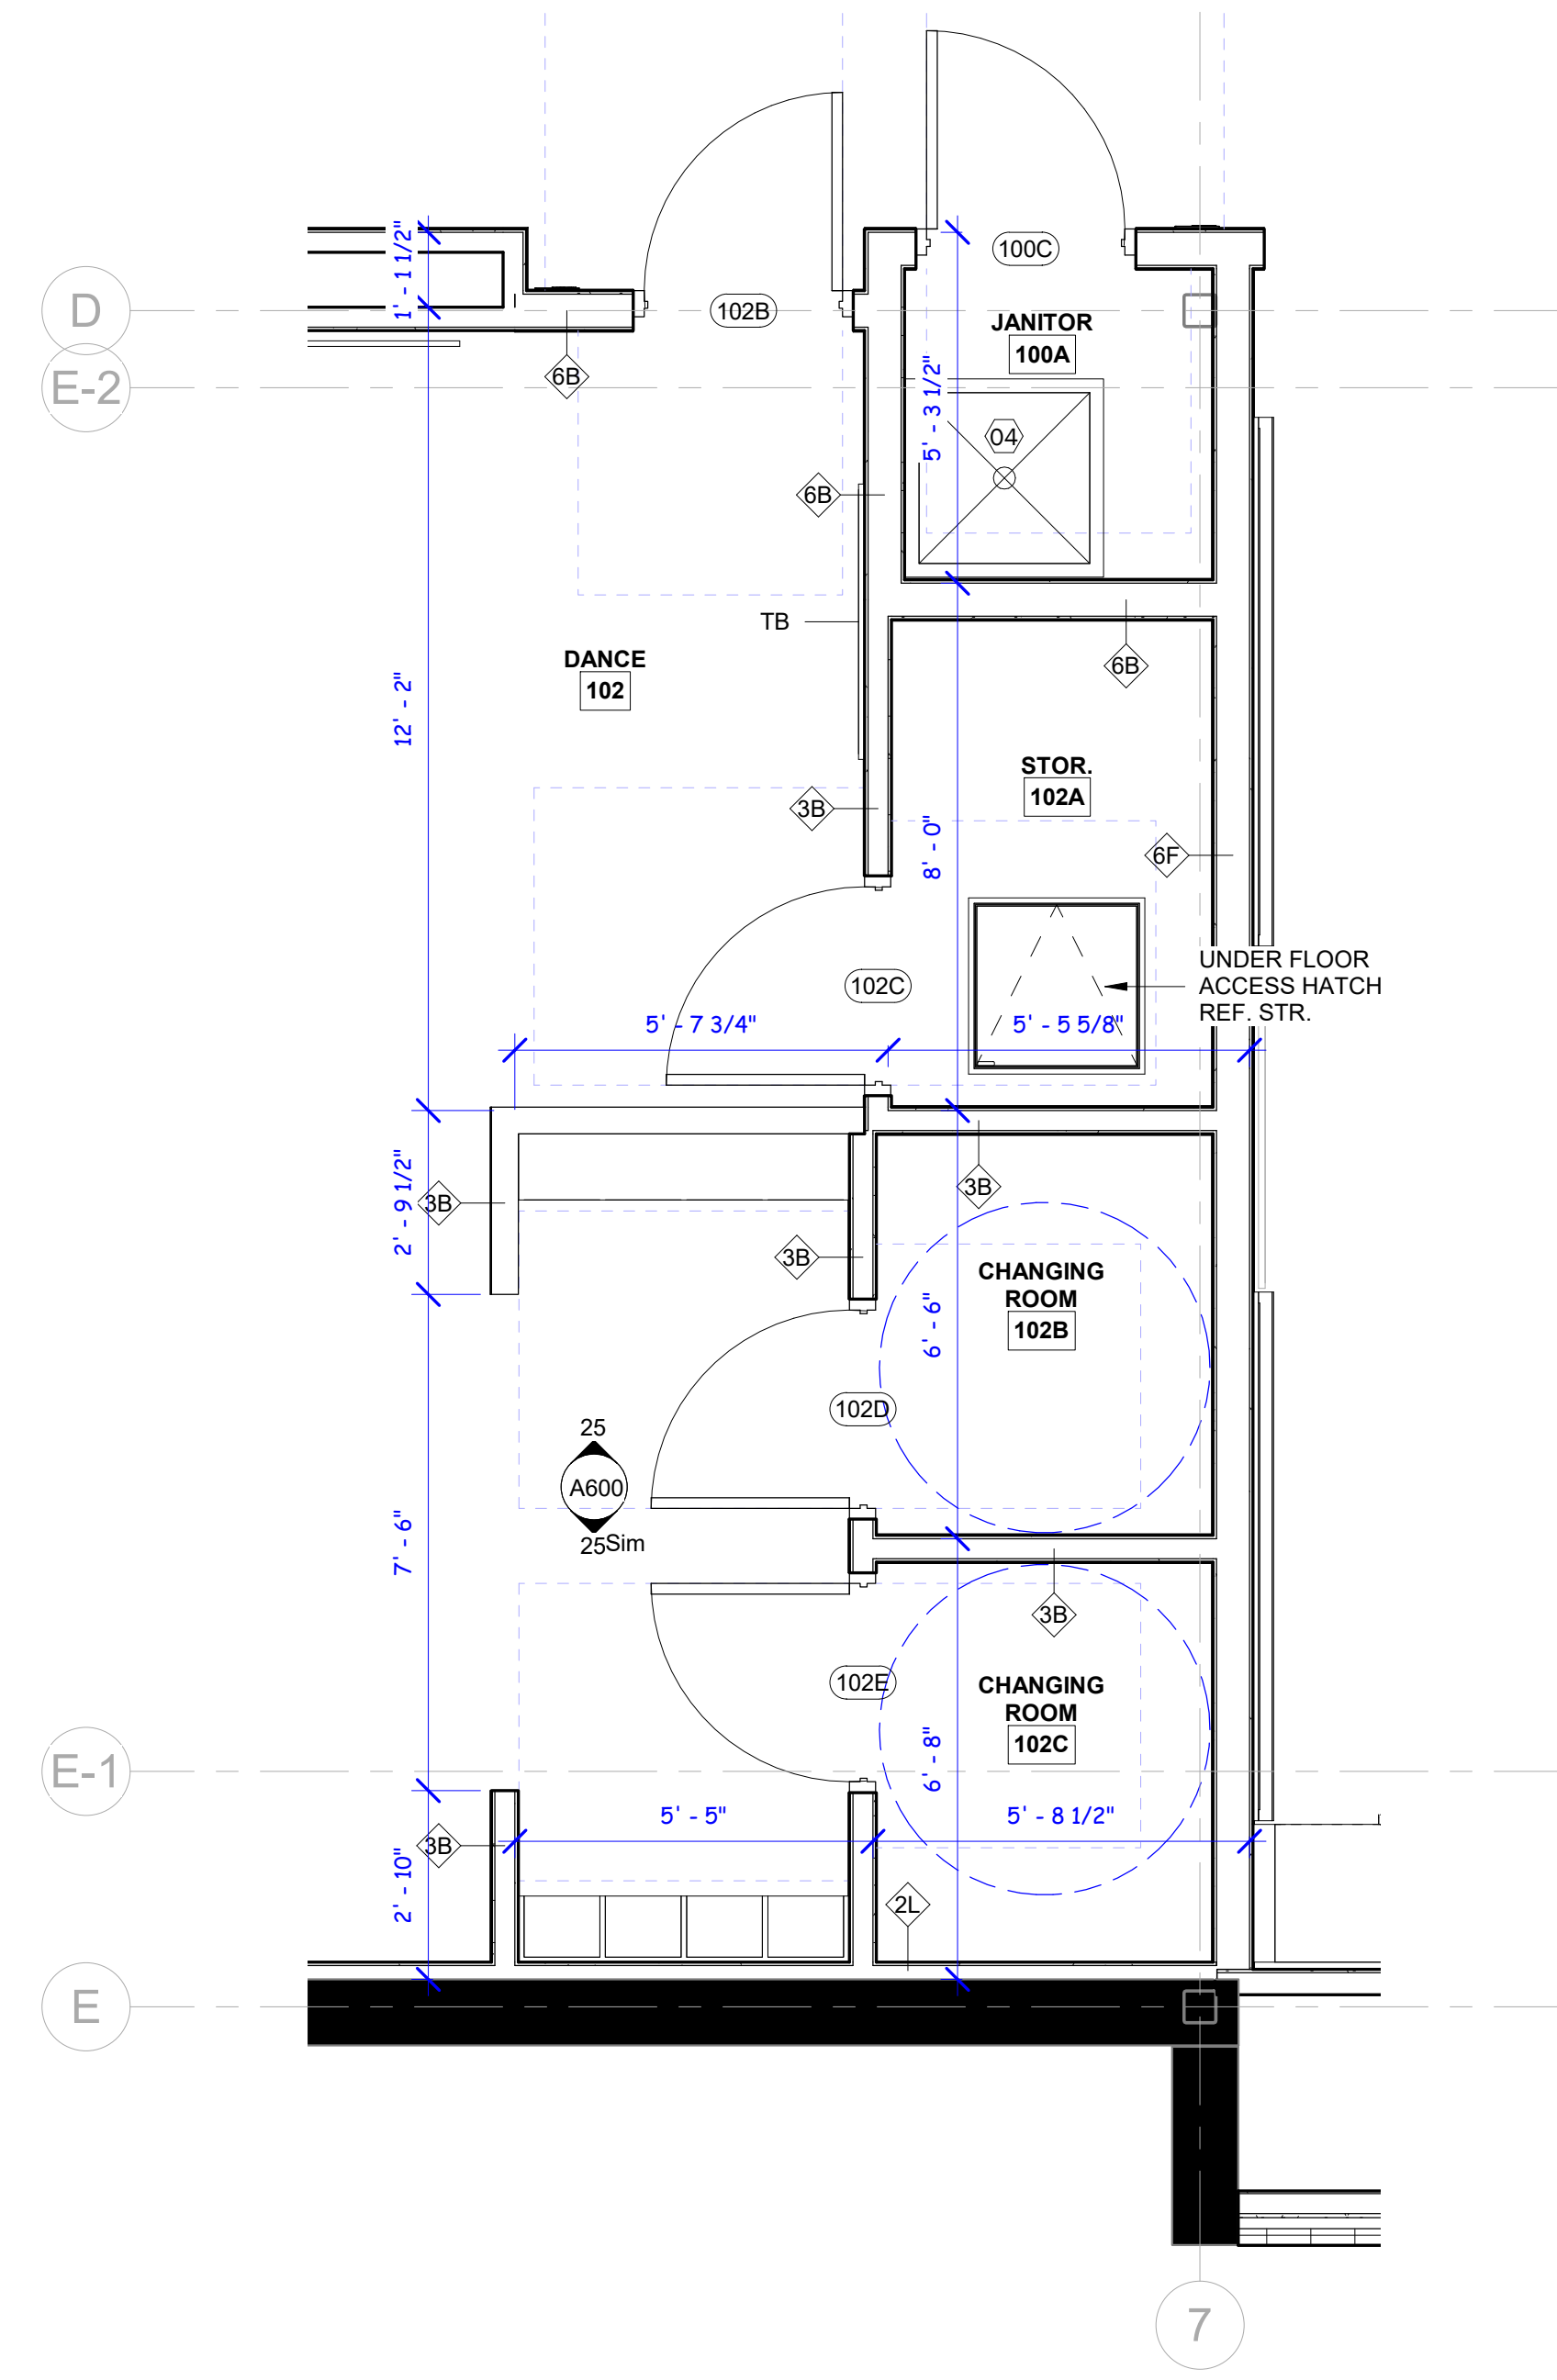 100C
1' - 1 1/2"
D
102B
JANITOR
100A
E-2
6B
5' - 3 1/2"
04
6B
TB
DANCE
102
6B
12' - 2"
STOR.
102A
3B
8' - 0"
6F
UNDER FLOOR
ACCESS HATCH
REF. STR.
102C
5' - 7 3/4"
5' - 5 5/8"
3B
2' - 9 1/2"
3B
3B
CHANGING
ROOM
102B
6' - 6"
102D
25
A600
25Sim
7' - 6"
3B
102E
CHANGING
ROOM
102C
6' - 8"
E-1
5' - 5"
5' - 8 1/2"
3B
2' - 10"
2L
E
7